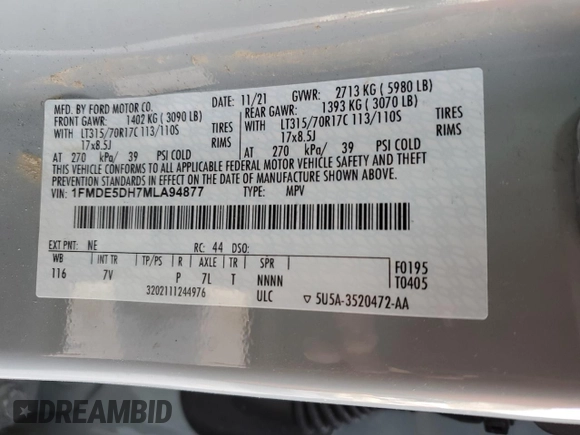 MFD. BY FORD MOTOR CO. DATE: 11/21 GVWR: 2713 KG ( 5980 LB)
FRONT GAWR: 1402 KG ( 3090 LB) REAR GAWR: 1393 KG ( 3070 LB)
WITH LT315/70R17C 113/110S TIRES WITH LT315/70R17C 113/110S TIRES
17x8.5J RIMS 17x8.5J RIMS
AT 270 kPa/ 39 PSI COLD AT 270 kPa/ 39 PSI COLD
THIS VEHICLE CONFORMS TO ALL APPLICABLE FEDERAL MOTOR VEHICLE SAFETY AND THEFT
PREVENTION STANDARDS IN EFFECT ON THE DATE OF MANUFACTURE SHOWN ABOVE.
VIN: 1FMDE5DH7MLA94877 TYPE: MPV
EXT PNT: NE RC: 44 DSO:
WB INT TR TP/PS R AXLE TR SPR F0195
116 7V P 7L T NNNN T0405
3202111244976 ULC ▽ 5U5A-3520472-AA
DREAMBID